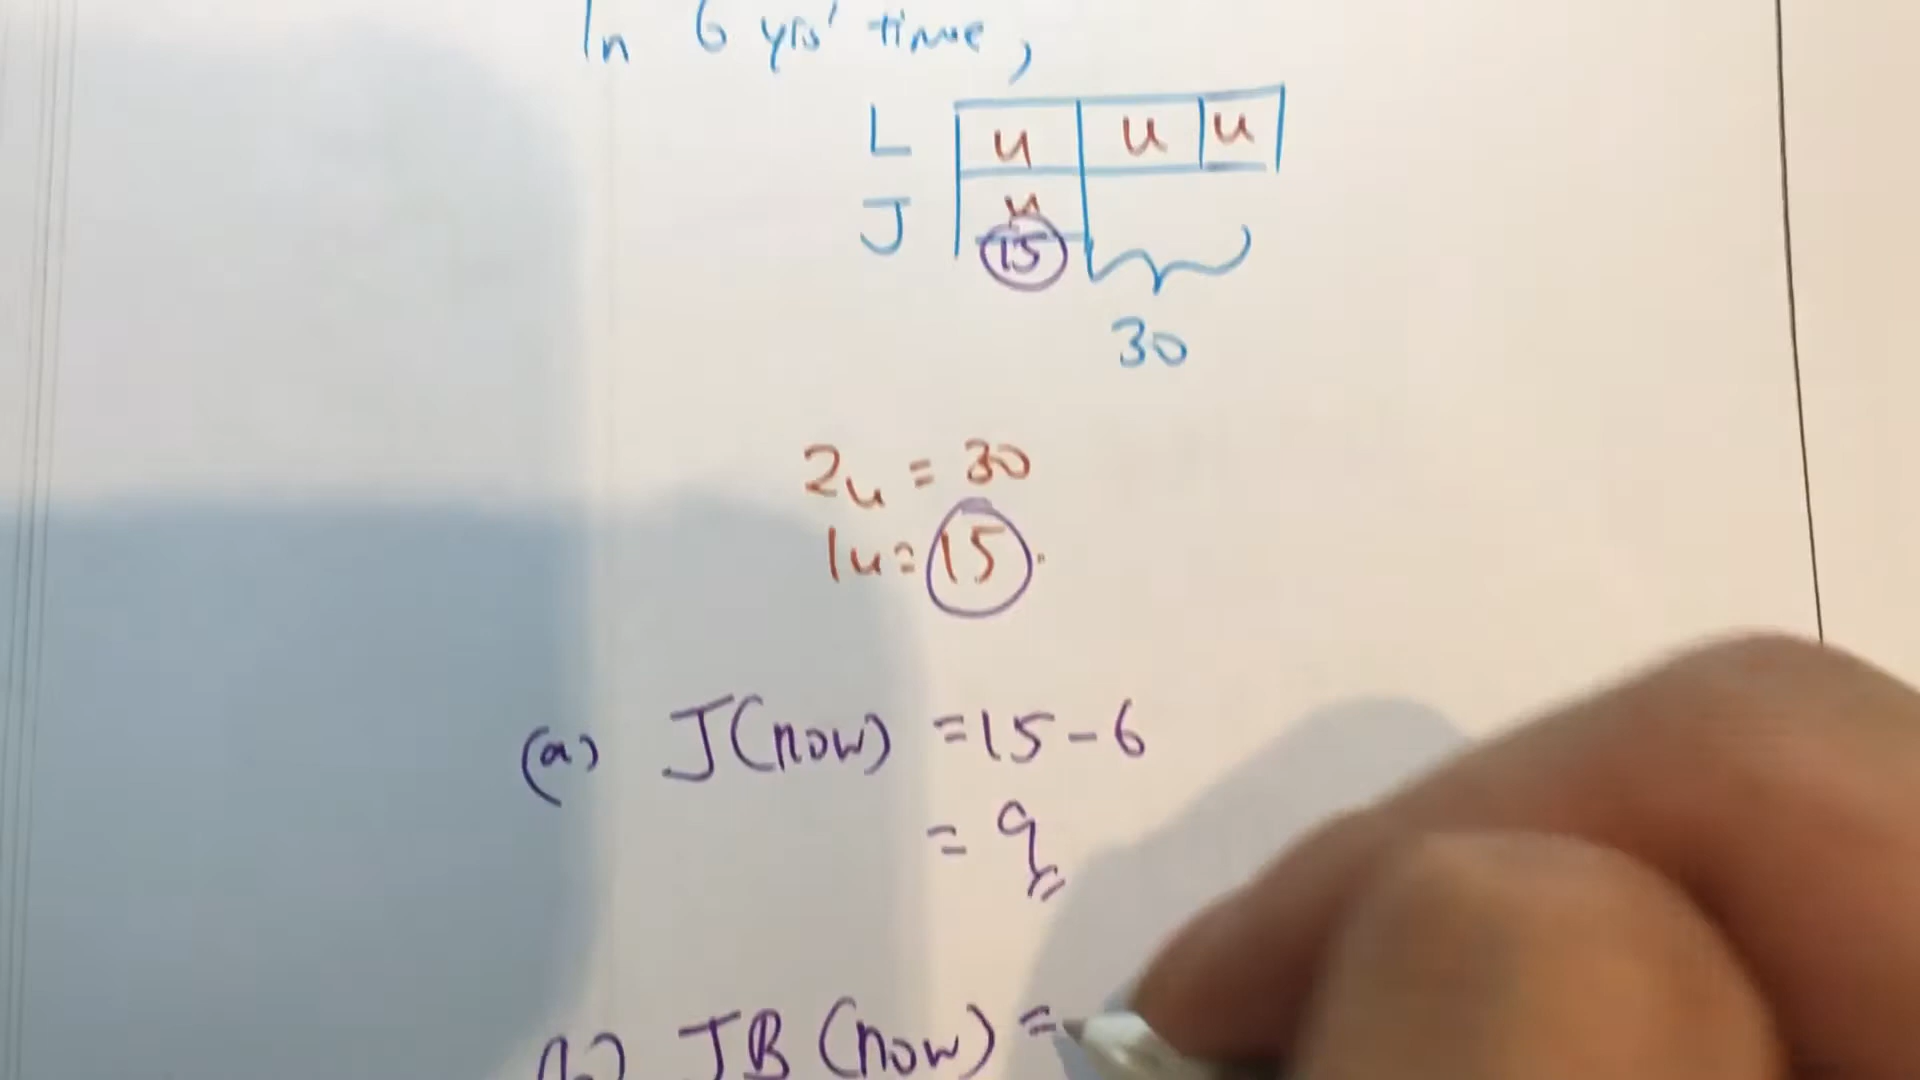 In 6 yrs' time,
L u u u
J u
15
30
2u = 30
1u = 15.
(a) J(now) = 15 - 6
= 9
(b) JB (now) =